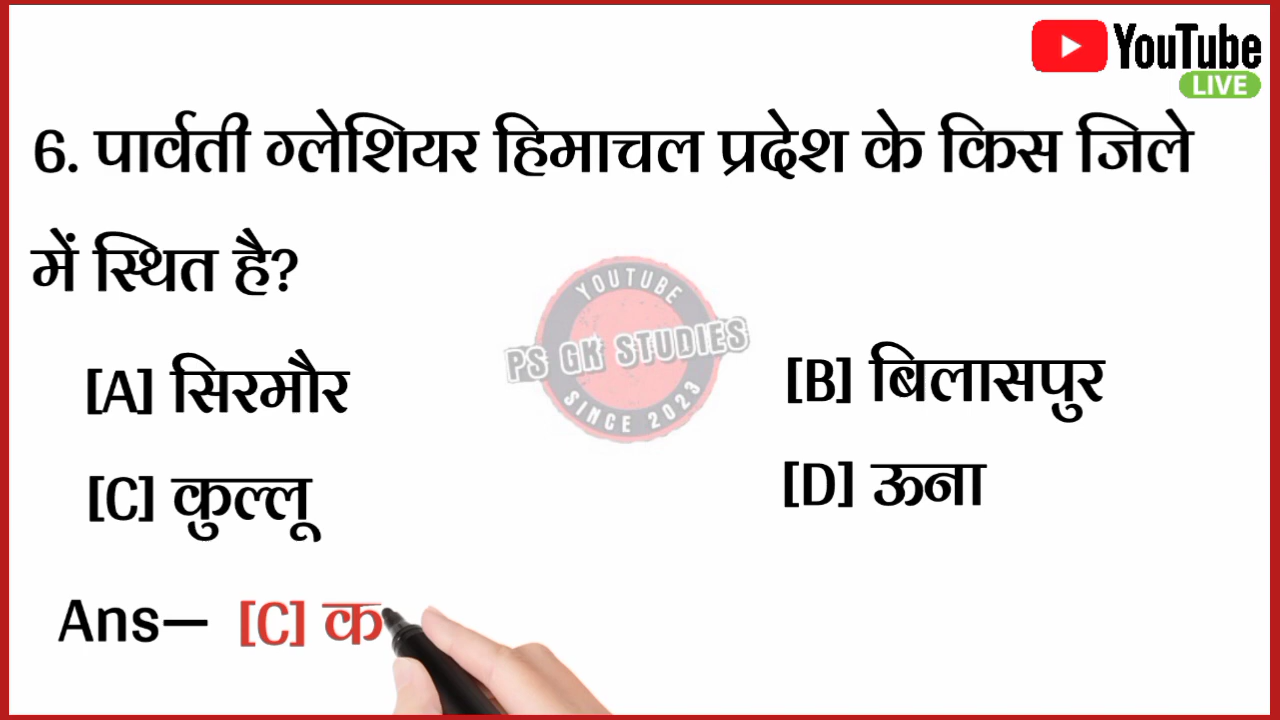 YouTube
LIVE
6. पार्वती ग्लेशियर हिमाचल प्रदेश के किस जिले
में स्थित है?
YOUTUBE
PS GK STUDIES
SINCE 2023
[A] सिरमौर
[B] बिलासपुर
[C] कुल्लू
[D] ऊना
Ans— [C] क